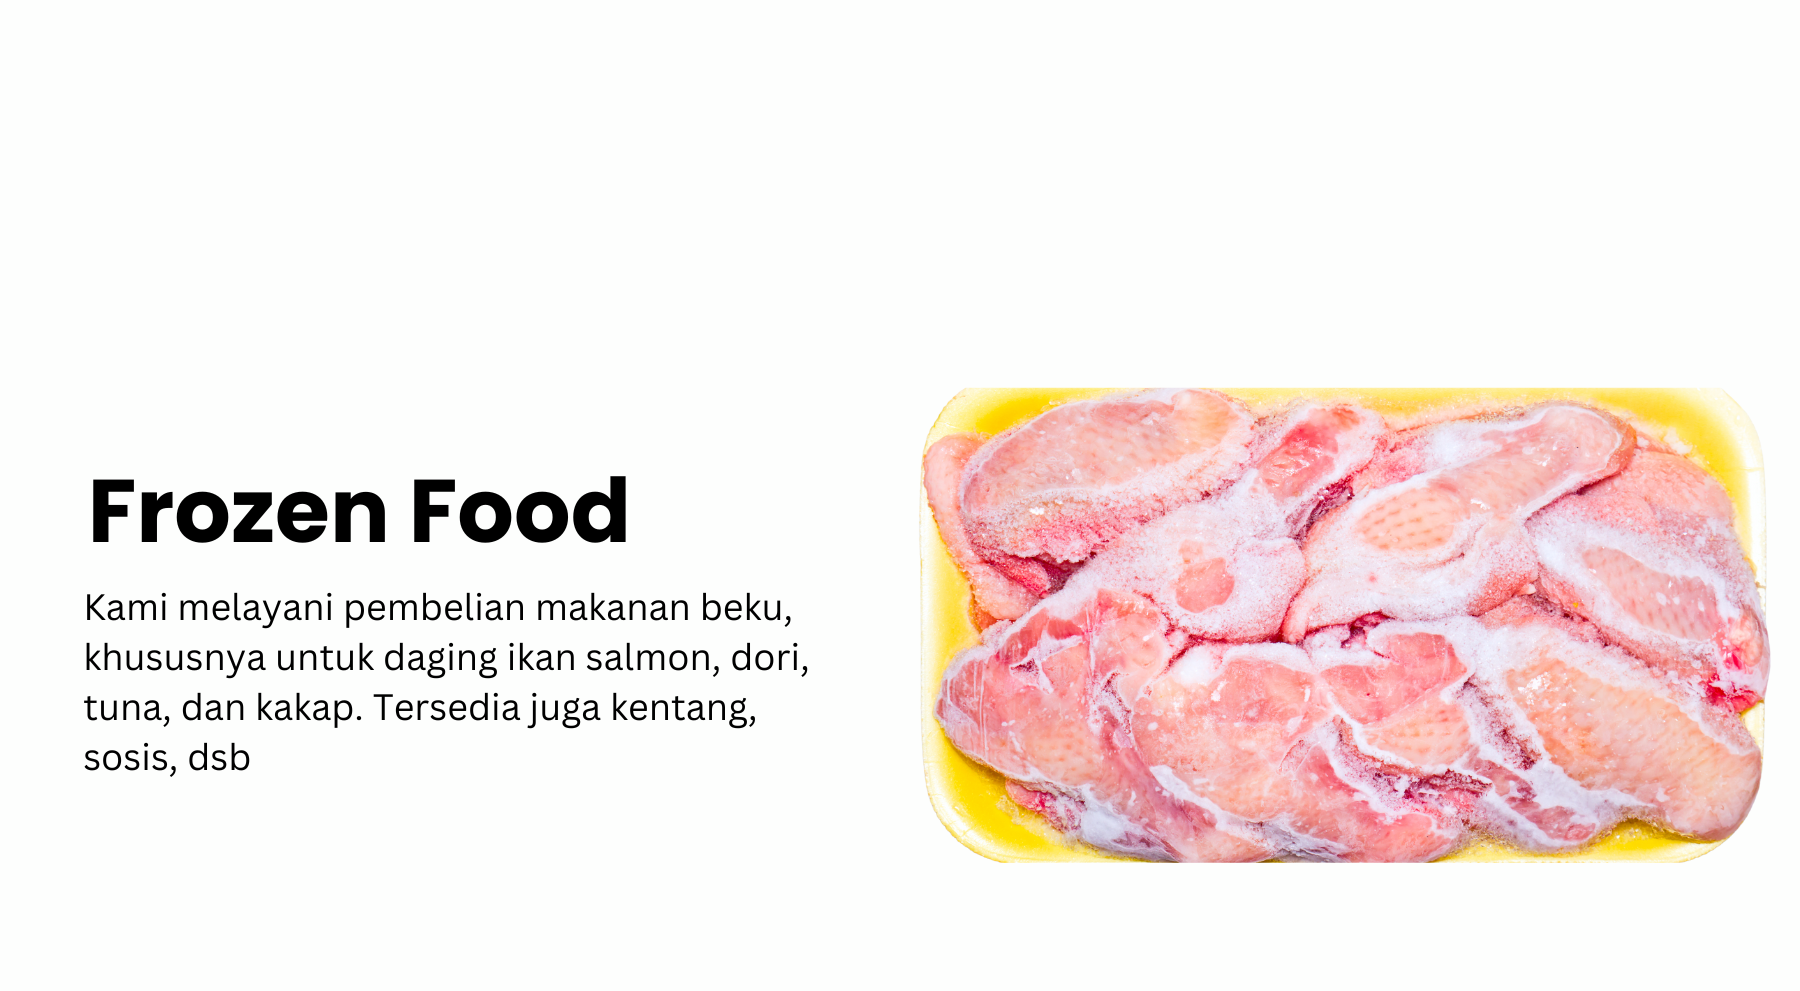 Frozen Food
Kami melayani pembelian makanan beku,
khususnya untuk daging ikan salmon, dori,
tuna, dan kakap. Tersedia juga kentang,
sosis, dsb